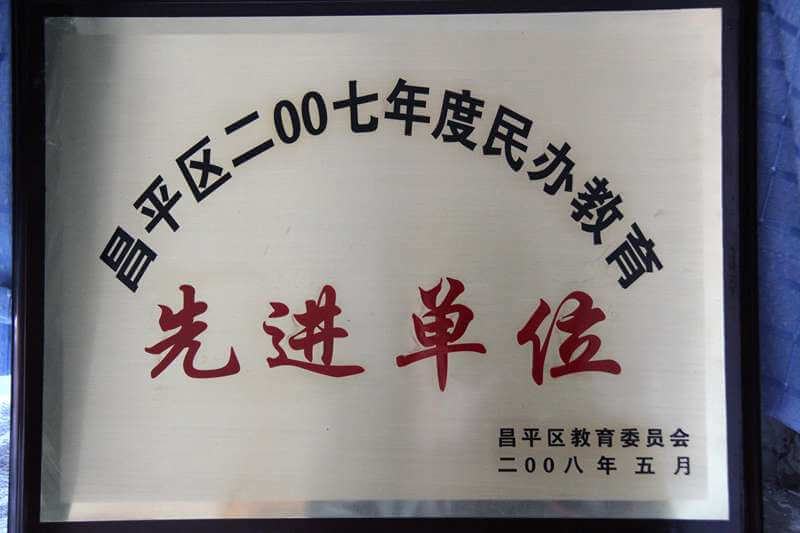 昌平区二00七年度民办教育
先进单位
昌平区教育委员会
二00八年五月